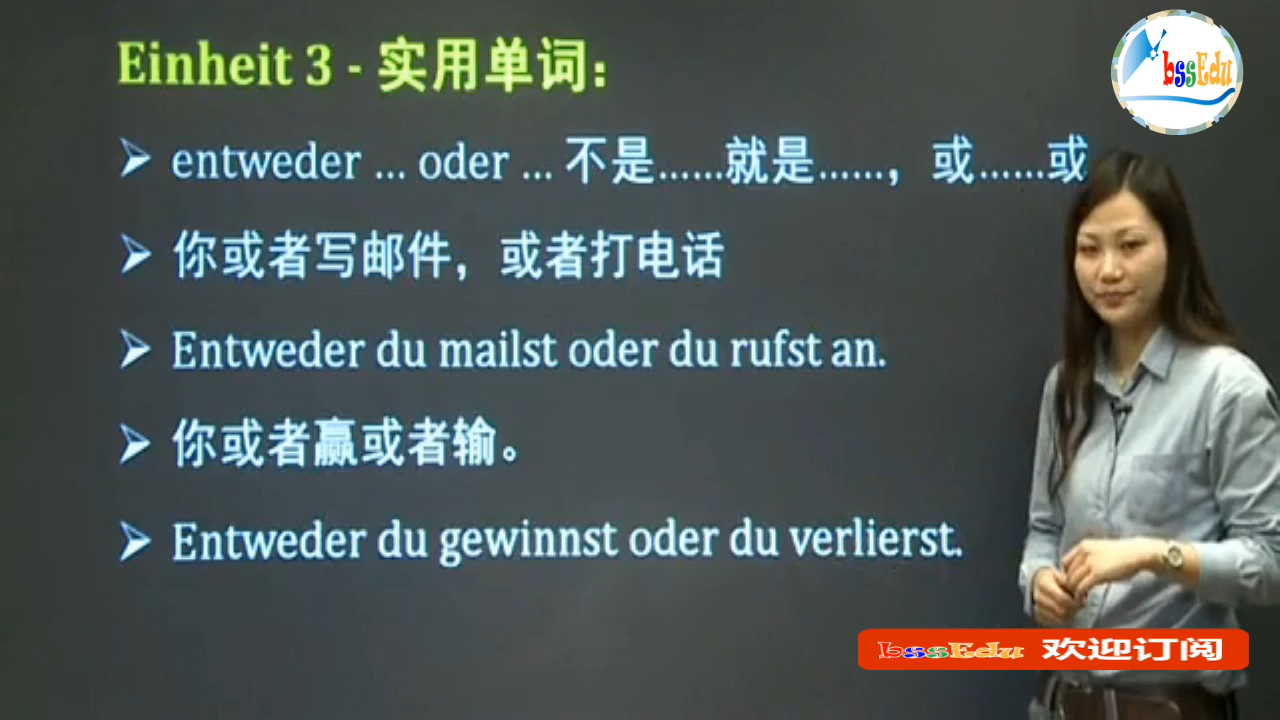 bssEdu
Einheit 3 - 实用单词：
entweder ... oder ... 不是……就是……，或……或
你或者写邮件，或者打电话
Entweder du mailst oder du rufst an.
你或者赢或者输。
Entweder du gewinnst oder du verlierst.
bssEdu 欢迎订阅